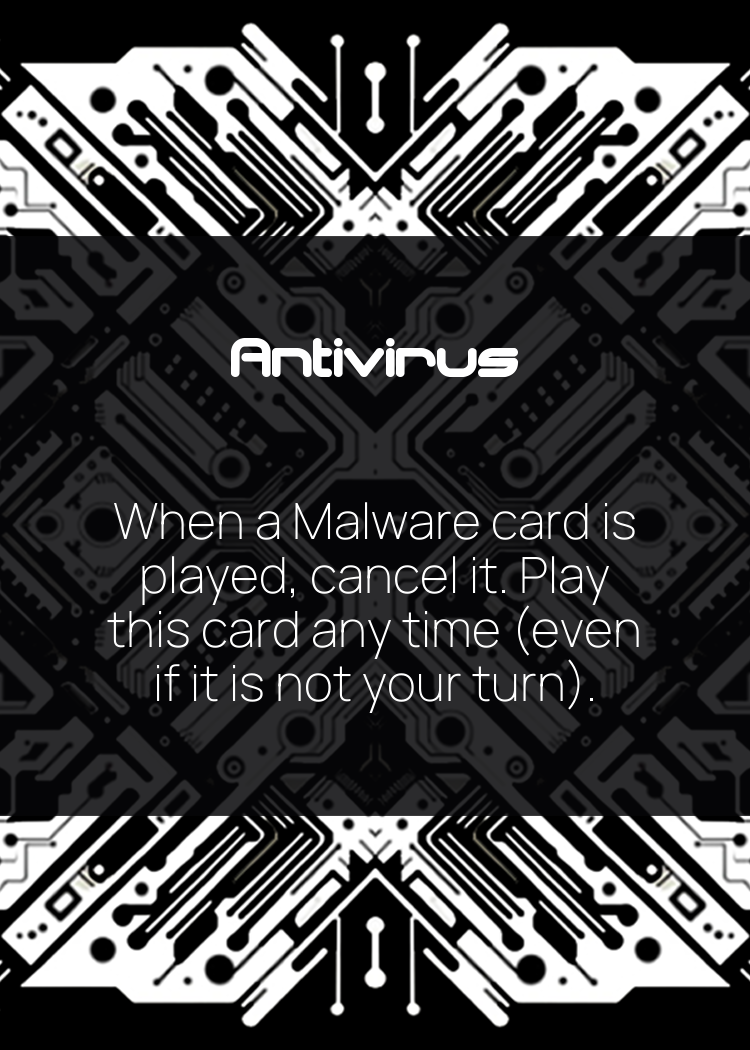 Antivirus
When a Malware card is
played, cancel it. Play
this card any time (even
if it is not your turn).